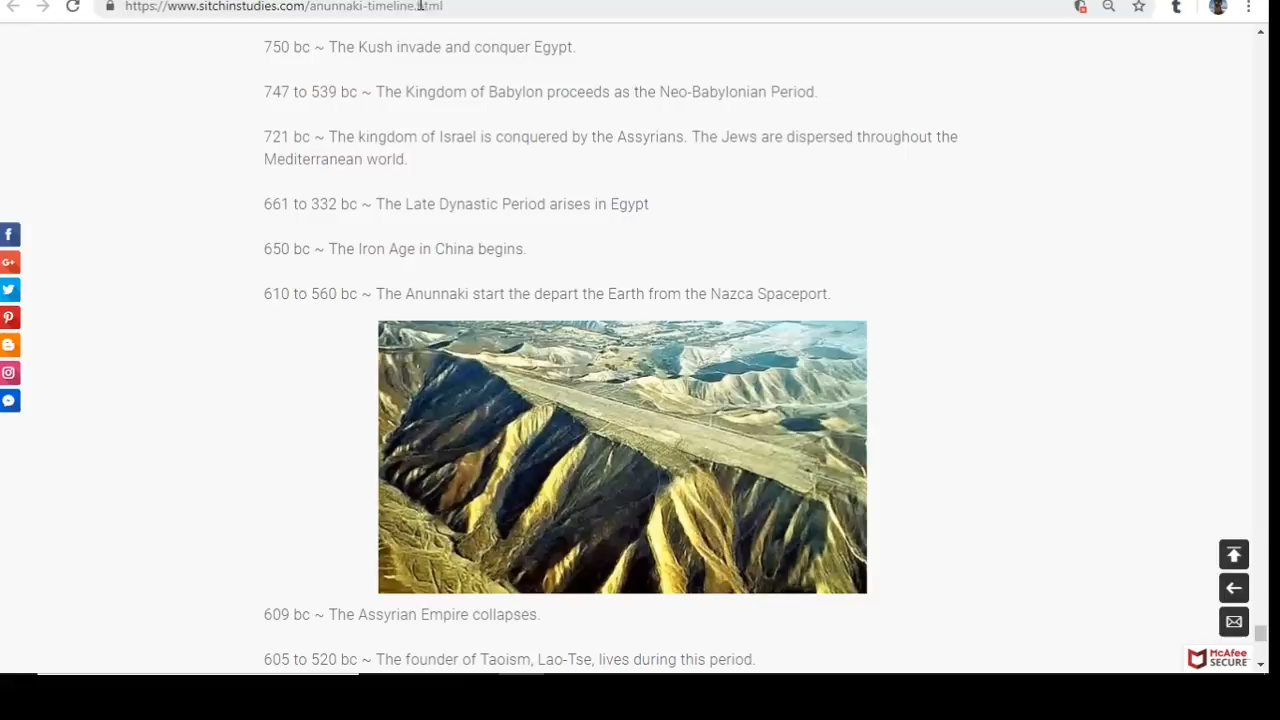 https://www.sitchinstudies.com/anunnaki-timeline.html
750 bc ~ The Kush invade and conquer Egypt.
747 to 539 bc ~ The Kingdom of Babylon proceeds as the Neo-Babylonian Period.
721 bc ~ The kingdom of Israel is conquered by the Assyrians. The Jews are dispersed throughout the
Mediterranean world.
661 to 332 bc ~ The Late Dynastic Period arises in Egypt
650 bc ~ The Iron Age in China begins.
610 to 560 bc ~ The Anunnaki start the depart the Earth from the Nazca Spaceport.
609 bc ~ The Assyrian Empire collapses.
605 to 520 bc ~ The founder of Taoism, Lao-Tse, lives during this period.
McAfee
SECURE